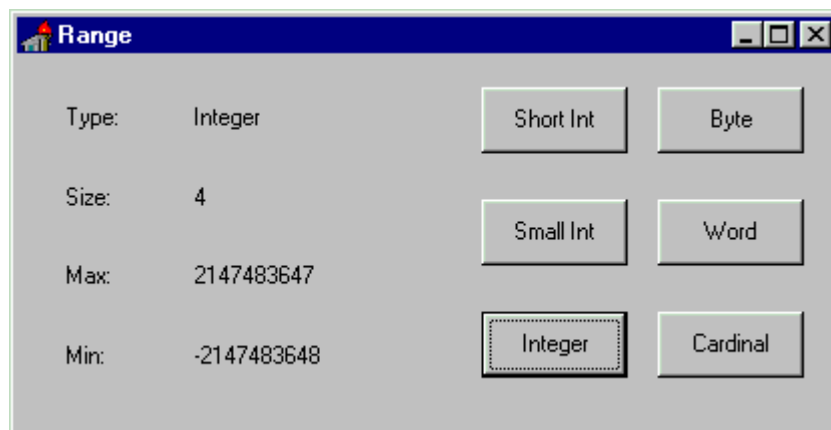 Range
Type: Integer
Size: 4
Max: 2147483647
Min: -2147483648
Short Int Byte
Small Int Word
Integer Cardinal